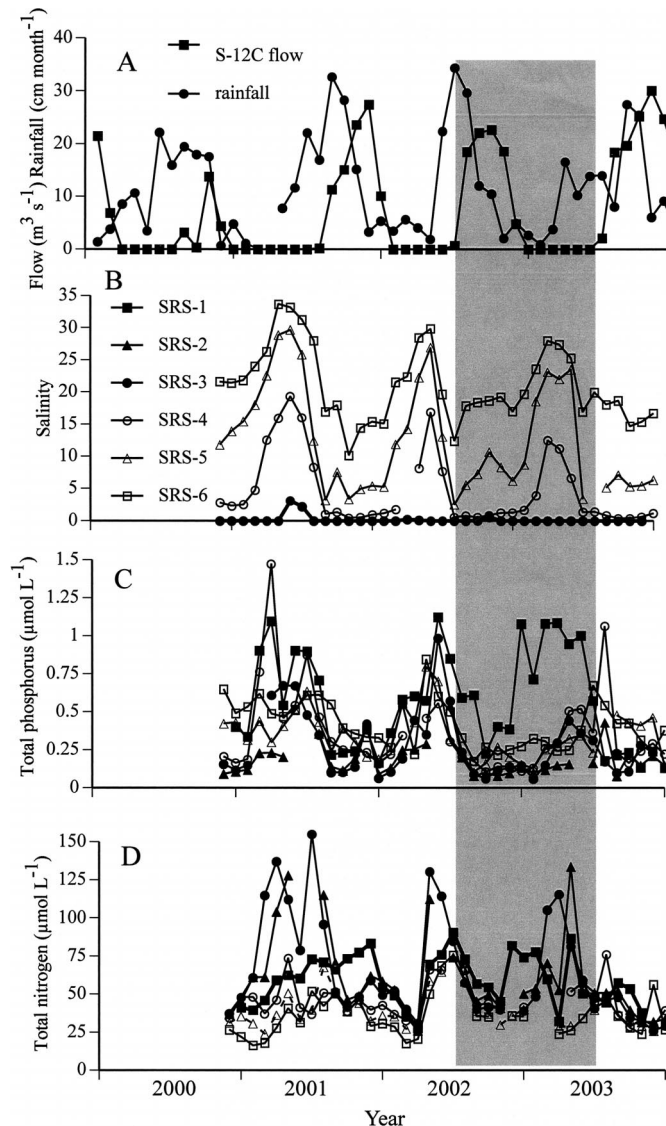 A
S-12C flow
rainfall
Flow (m³ s⁻¹) Rainfall (cm month⁻¹)
40
30
20
10
0
B
SRS-1
SRS-2
SRS-3
SRS-4
SRS-5
SRS-6
Salinity
35
30
25
20
15
10
5
0
C
Total phosphorus (µmol L⁻¹)
1.5
1.25
1
0.75
0.5
0.25
0
D
Total nitrogen (µmol L⁻¹)
150
125
100
75
50
25
0
2000 2001 2002 2003
Year